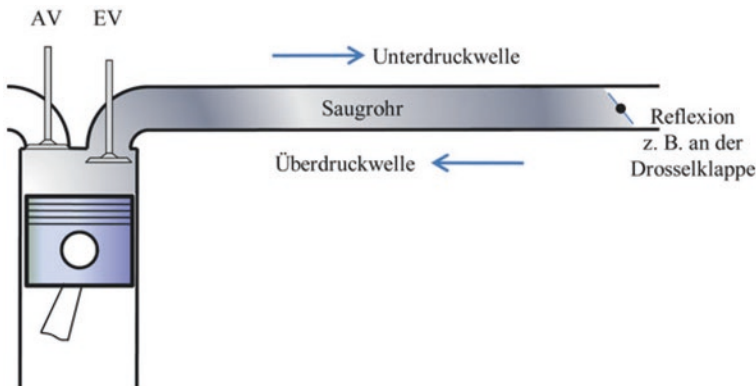 AV EV
Unterdruckwelle
Saugrohr
Reflexion
z. B. an der
Drosselklappe
Überdruckwelle